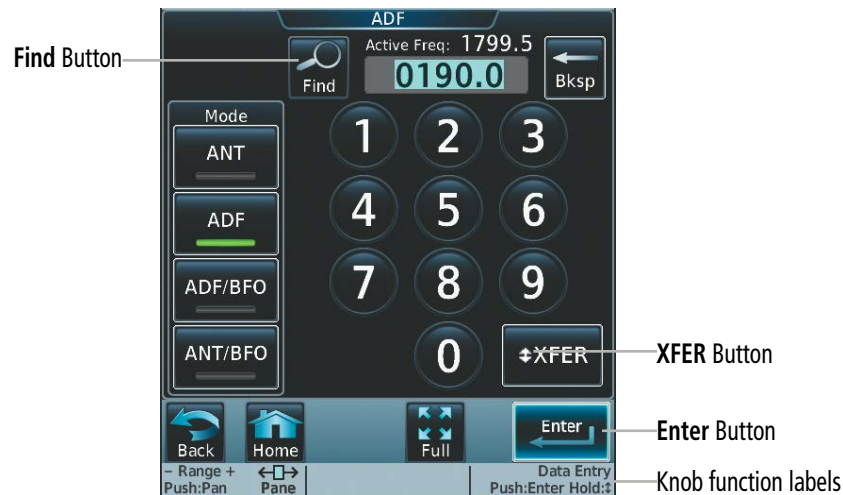 ADF
Find Button
Find
Active Freq: 1799.5
0190.0
Bksp
Mode
ANT
ADF
ADF/BFO
ANT/BFO
1 2 3
4 5 6
7 8 9
0
XFER
XFER Button
Back
Home
Full
Enter
Enter Button
– Range +
Push:Pan
Pane
Data Entry
Push:Enter Hold:↕
Knob function labels